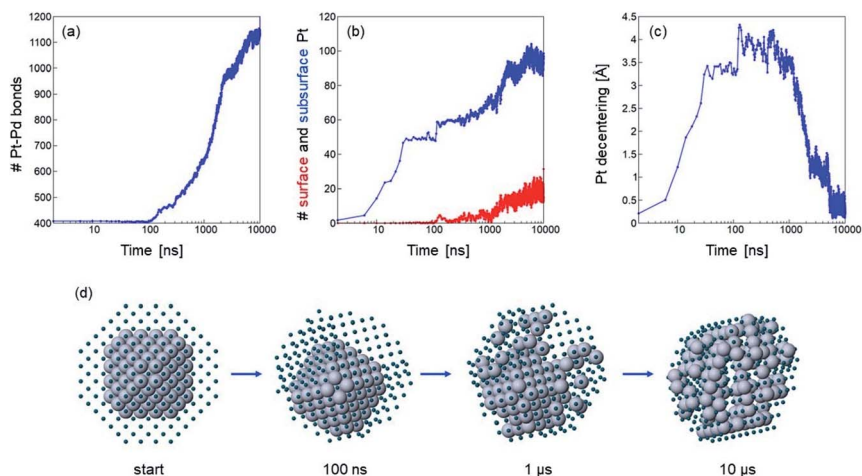 (a)
# Pt-Pd bonds
1200
1100
1000
900
800
700
600
500
400
10
100
1000
10000
Time [ns]
(b)
# surface and subsurface Pt
120
100
80
60
40
20
0
10
100
1000
10000
Time [ns]
(c)
Pt decentering [Å]
4.5
4
3.5
3
2.5
2
1.5
1
0.5
0
10
100
1000
10000
Time [ns]
(d)
start
100 ns
1 µs
10 µs